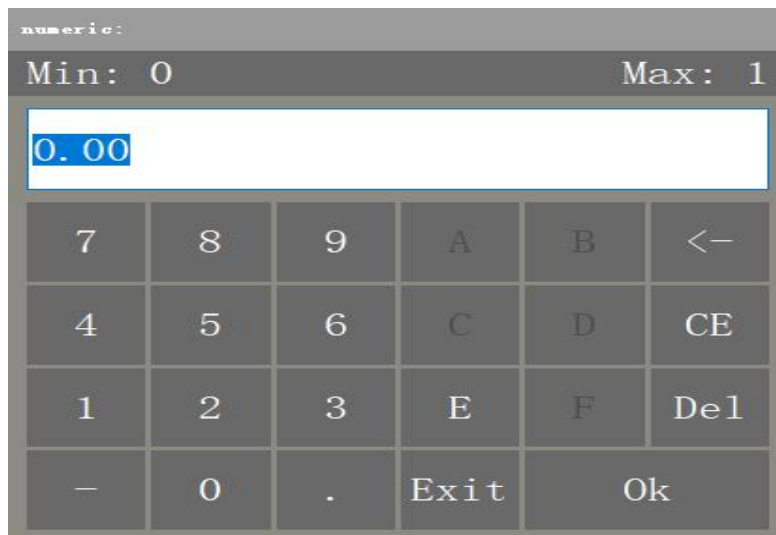 numeric:
Min: 0 Max: 1
0.00
7 8 9 A B <-
4 5 6 C D CE
1 2 3 E F Del
- 0 . Exit Ok